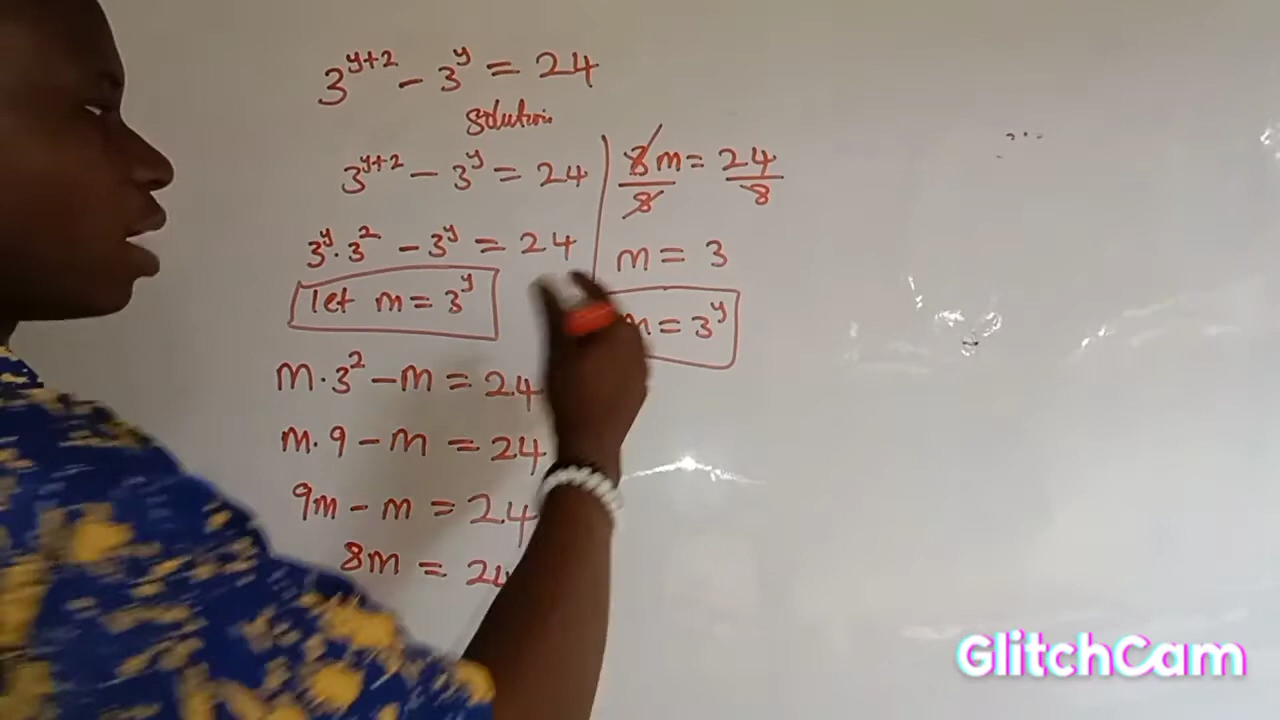 3^{y+2} - 3^y = 24
solution
3^{y+2} - 3^y = 24
3^y · 3^2 - 3^y = 24
let m = 3^y
m · 3^2 - m = 24
m · 9 - m = 24
9m - m = 24
8m = 24
8m/8 = 24/8
m = 3
m = 3^y
GlitchCam